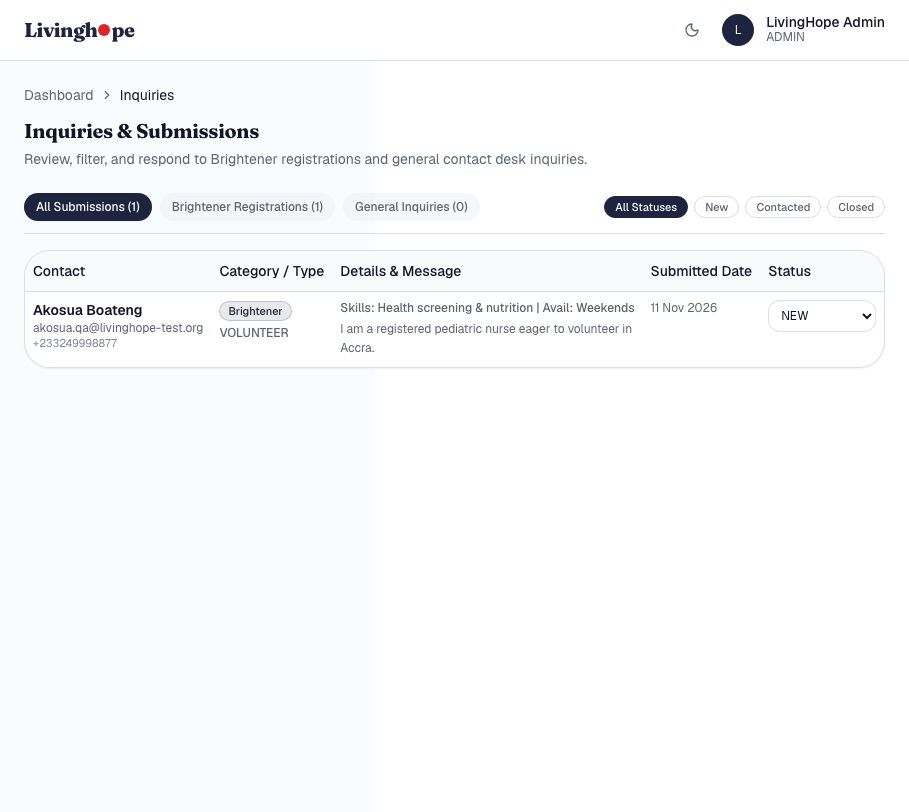 Livinghope
L
LivingHope Admin
ADMIN
Dashboard > Inquiries
Inquiries & Submissions
Review, filter, and respond to Brightener registrations and general contact desk inquiries.
All Submissions (1) Brightener Registrations (1) General Inquiries (0) All Statuses New Contacted Closed
Contact Category / Type Details & Message Submitted Date Status
Akosua Boateng
akosua.qa@livinghope-test.org
+233249998877
Brightener
VOLUNTEER
Skills: Health screening & nutrition | Avail: Weekends
I am a registered pediatric nurse eager to volunteer in
Accra.
11 Nov 2026
NEW